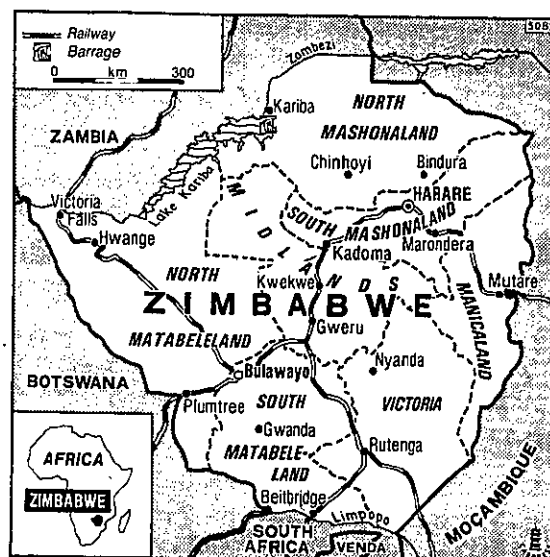 Railway
308
Barrage
0 km 300
Zambezi
Kariba
NORTH
MASHONALAND
ZAMBIA
Chinhoyi
Bindura
Lake Kariba
HARARE
Victoria
Falls
MIDLANDS
SOUTH
MASHONALAND
Hwange
Kadoma
Marondera
NORTH
Kwekwe
Mutare
ZIMBABWE
Gweru
MANICALAND
MATABELELAND
Nyanda
BOTSWANA
Bulawayo
Plumtree
SOUTH
VICTORIA
Gwanda
AFRICA
MATABELE-
LAND
Rutenga
ZIMBABWE
Beitbridge
Limpopo
MOÇAMBIQUE
SOUTH
AFRICA
VENDA